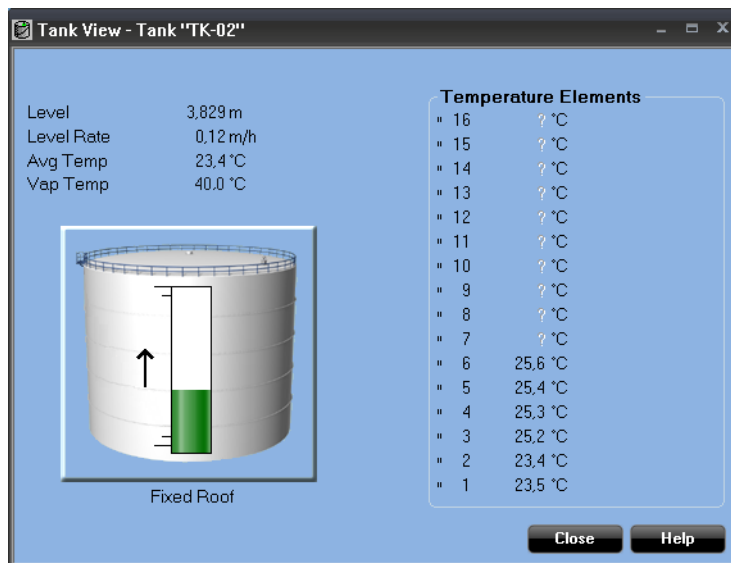 Tank View - Tank "TK-02"
Level 3,829 m
Level Rate 0,12 m/h
Avg Temp 23,4 °C
Vap Temp 40.0 °C
Fixed Roof
Temperature Elements
" 16 ? °C
" 15 ? °C
" 14 ? °C
" 13 ? °C
" 12 ? °C
" 11 ? °C
" 10 ? °C
" 9 ? °C
" 8 ? °C
" 7 ? °C
" 6 25,6 °C
" 5 25,4 °C
" 4 25,3 °C
" 3 25,2 °C
" 2 23,4 °C
" 1 23,5 °C
Close Help